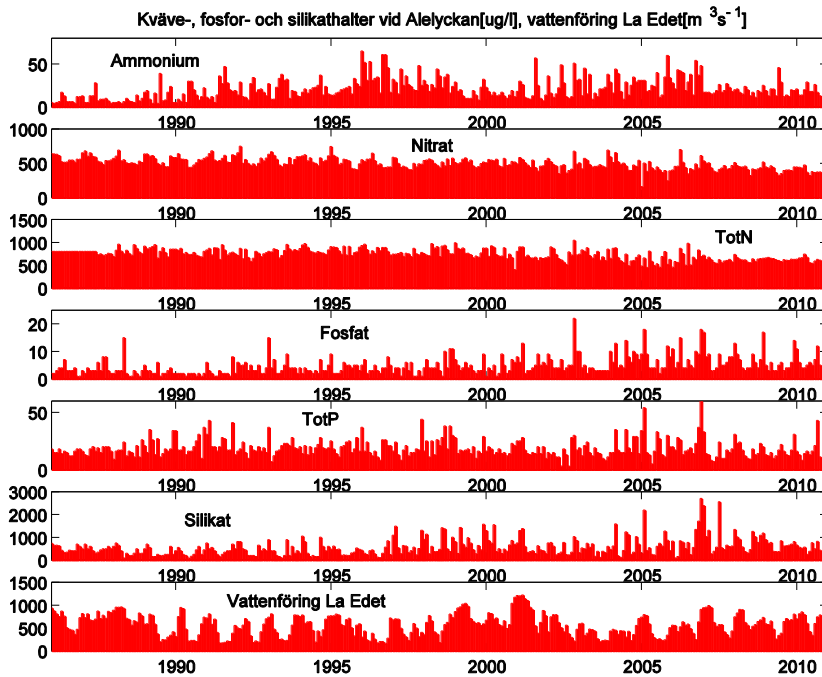 Kväve-, fosfor- och silikathalter vid Alelyckan[ug/l], vattenföring La Edet[m ³s⁻¹]
Ammonium
50
0
1990 1995 2000 2005 2010
1000
Nitrat
500
0
1990 1995 2000 2005 2010
1500
TotN
1000
500
0
1990 1995 2000 2005 2010
20
Fosfat
10
0
1990 1995 2000 2005 2010
TotP
50
0
1990 1995 2000 2005 2010
3000
2000
Silikat
1000
0
1990 1995 2000 2005 2010
1500
Vattenföring La Edet
1000
500
0
1990 1995 2000 2005 2010